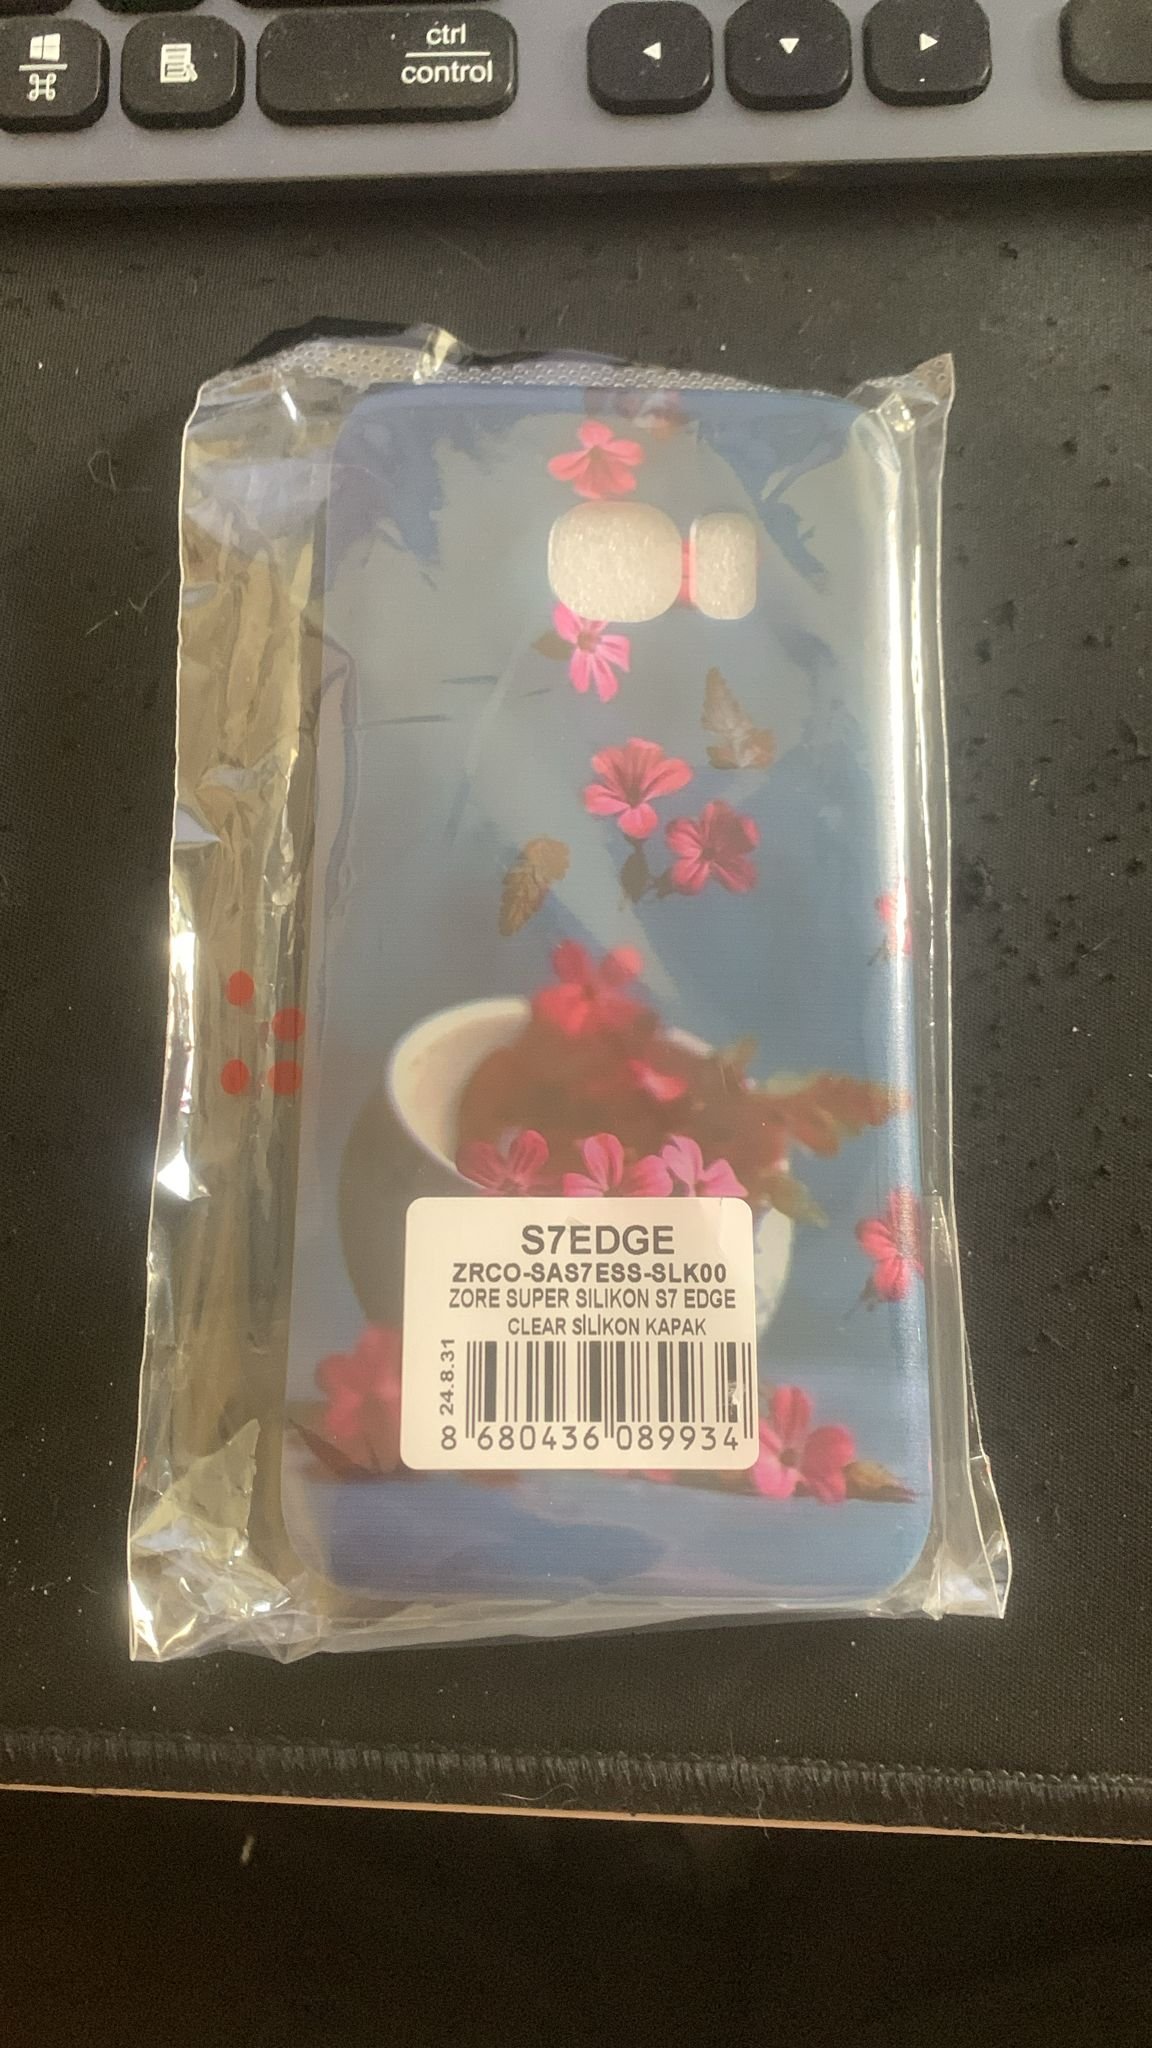 ctrl
control
S7EDGE
ZRCO-SAS7ESS-SLK00
ZORE SUPER SILIKON S7 EDGE
CLEAR SİLİKON KAPAK
24.8.31
8 680436 089934